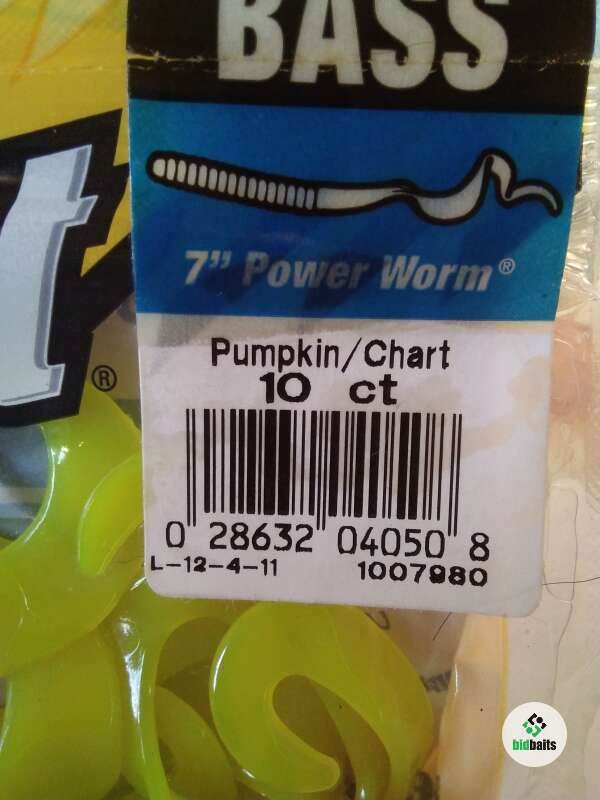 BASS
t
®
7" Power Worm®
Pumpkin/Chart
10 ct
0 28632 04050 8
L-12-4-11 1007980
bidbaits